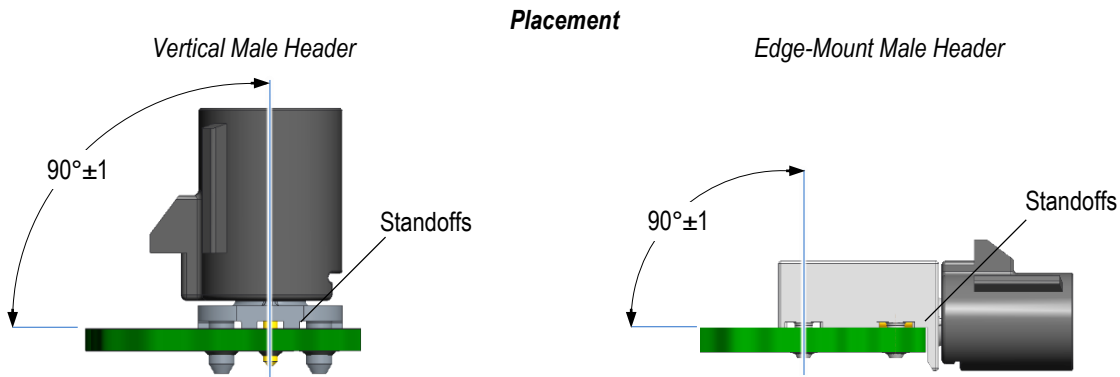 Placement
Vertical Male Header
Edge-Mount Male Header
90°±1
Standoffs
90°±1
Standoffs